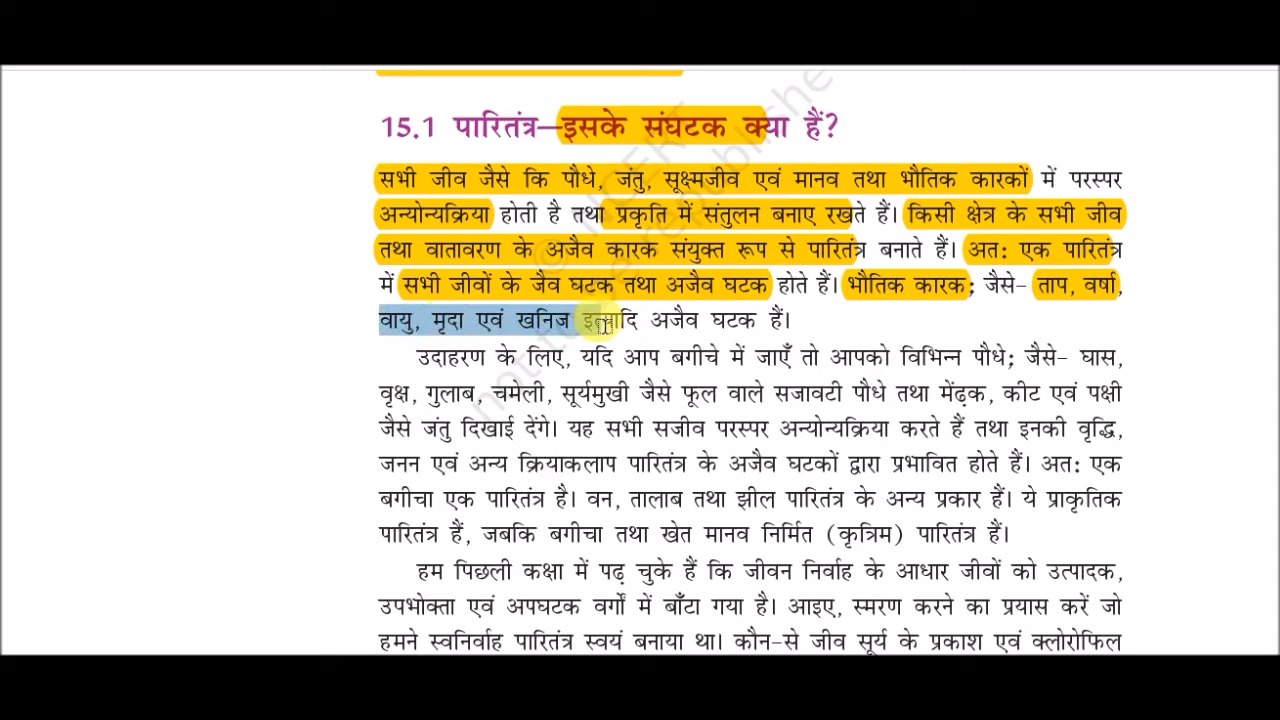 15.1 पारितंत्र—इसके संघटक क्या हैं?
सभी जीव जैसे कि पौधे, जंतु, सूक्ष्मजीव एवं मानव तथा भौतिक कारकों में परस्पर
अन्योन्यक्रिया होती है तथा प्रकृति में संतुलन बनाए रखते हैं। किसी क्षेत्र के सभी जीव
तथा वातावरण के अजैव कारक संयुक्त रूप से पारितंत्र बनाते हैं। अत: एक पारितंत्र
में सभी जीवों के जैव घटक तथा अजैव घटक होते हैं। भौतिक कारक; जैसे- ताप, वर्षा,
वायु, मृदा एवं खनिज इत्यादि अजैव घटक हैं।
उदाहरण के लिए, यदि आप बगीचे में जाएँ तो आपको विभिन्न पौधे; जैसे- घास,
वृक्ष, गुलाब, चमेली, सूर्यमुखी जैसे फूल वाले सजावटी पौधे तथा मेंढ़क, कीट एवं पक्षी
जैसे जंतु दिखाई देंगे। यह सभी सजीव परस्पर अन्योन्यक्रिया करते हैं तथा इनकी वृद्धि,
जनन एवं अन्य क्रियाकलाप पारितंत्र के अजैव घटकों द्वारा प्रभावित होते हैं। अत: एक
बगीचा एक पारितंत्र है। वन, तालाब तथा झील पारितंत्र के अन्य प्रकार हैं। ये प्राकृतिक
पारितंत्र हैं, जबकि बगीचा तथा खेत मानव निर्मित (कृत्रिम) पारितंत्र हैं।
हम पिछली कक्षा में पढ़ चुके हैं कि जीवन निर्वाह के आधार जीवों को उत्पादक,
उपभोक्ता एवं अपघटक वर्गों में बाँटा गया है। आइए, स्मरण करने का प्रयास करें जो
हमने स्वनिर्वाह पारितंत्र स्वयं बनाया था। कौन-से जीव सूर्य के प्रकाश एवं क्लोरोफिल